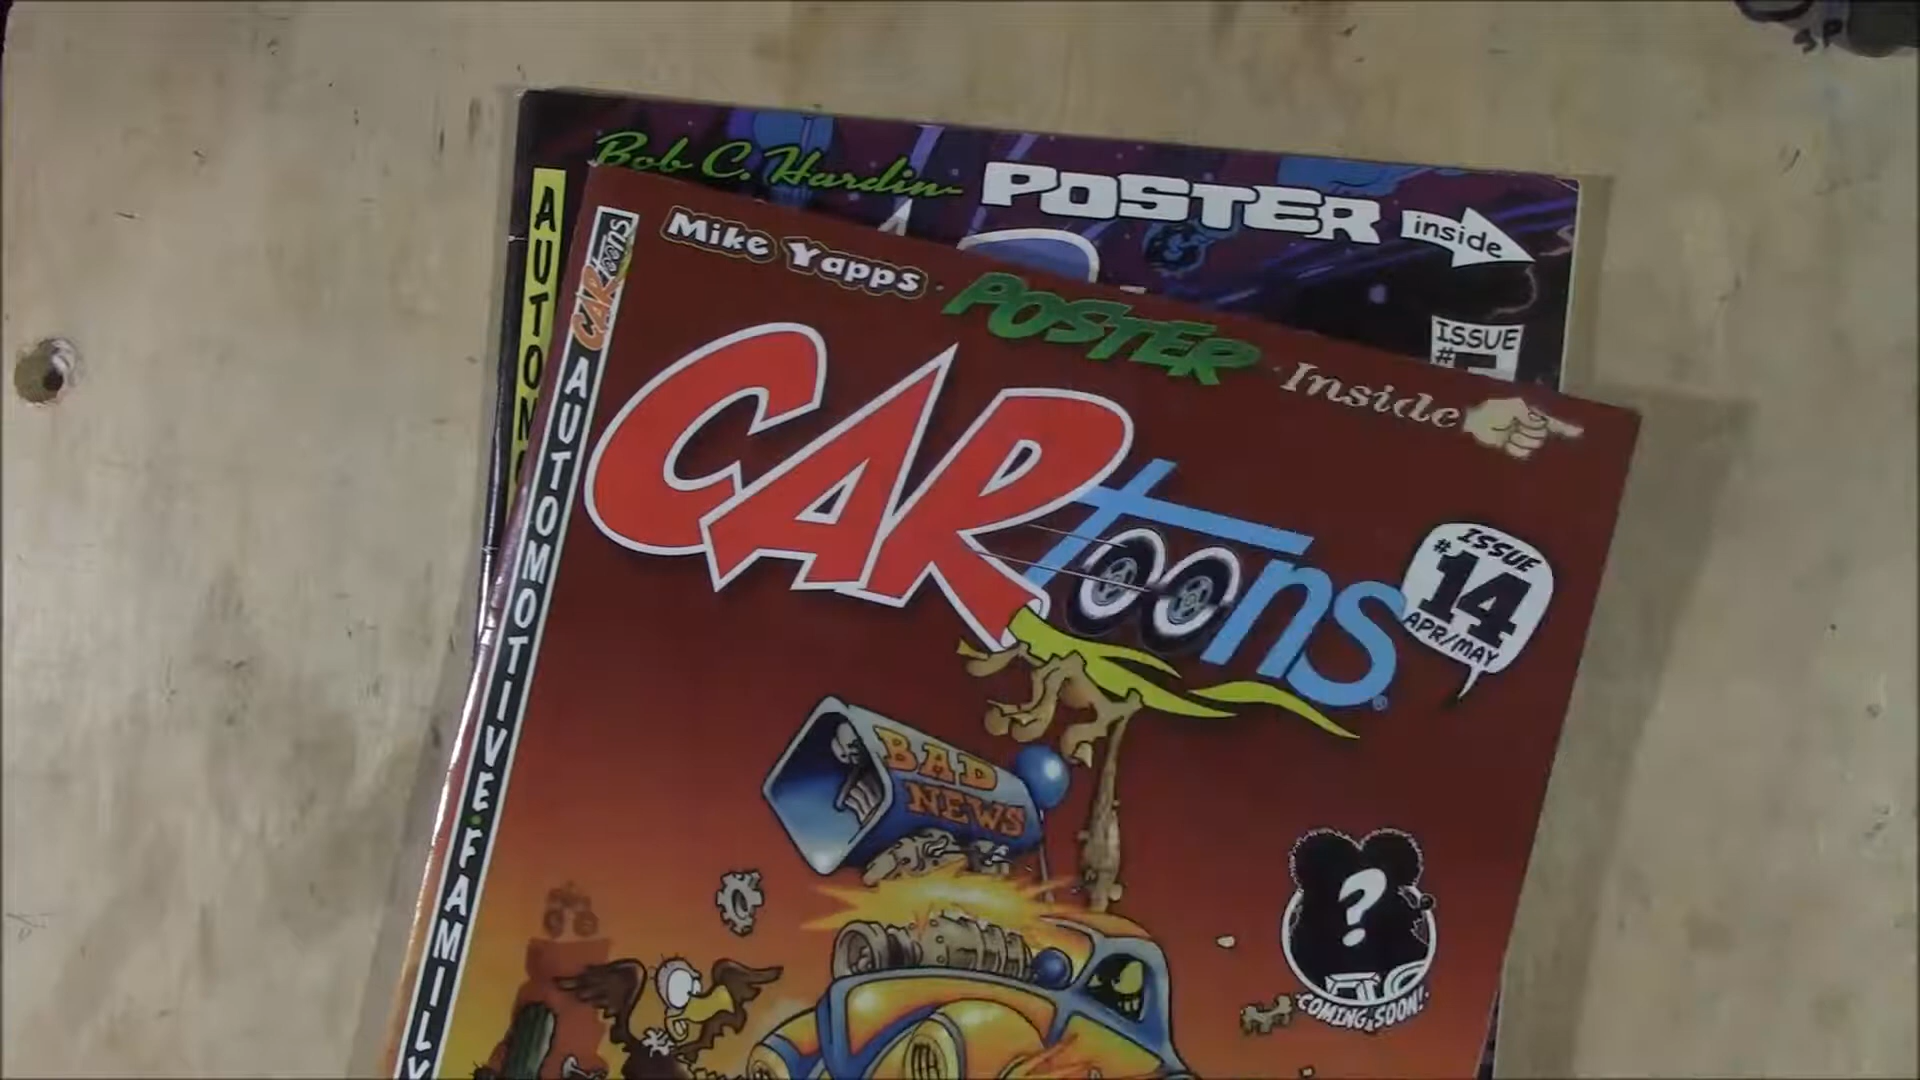 Bob C. Hardin
POSTER inside
ISSUE
#
AUTOMO
Mike Yapps POSTER Inside
CARtoons
CARtoons®
ISSUE
#14
APR/MAY
BAD
NEWS
?
COMING SOON!
AUTOMOTIVE·FAMILY